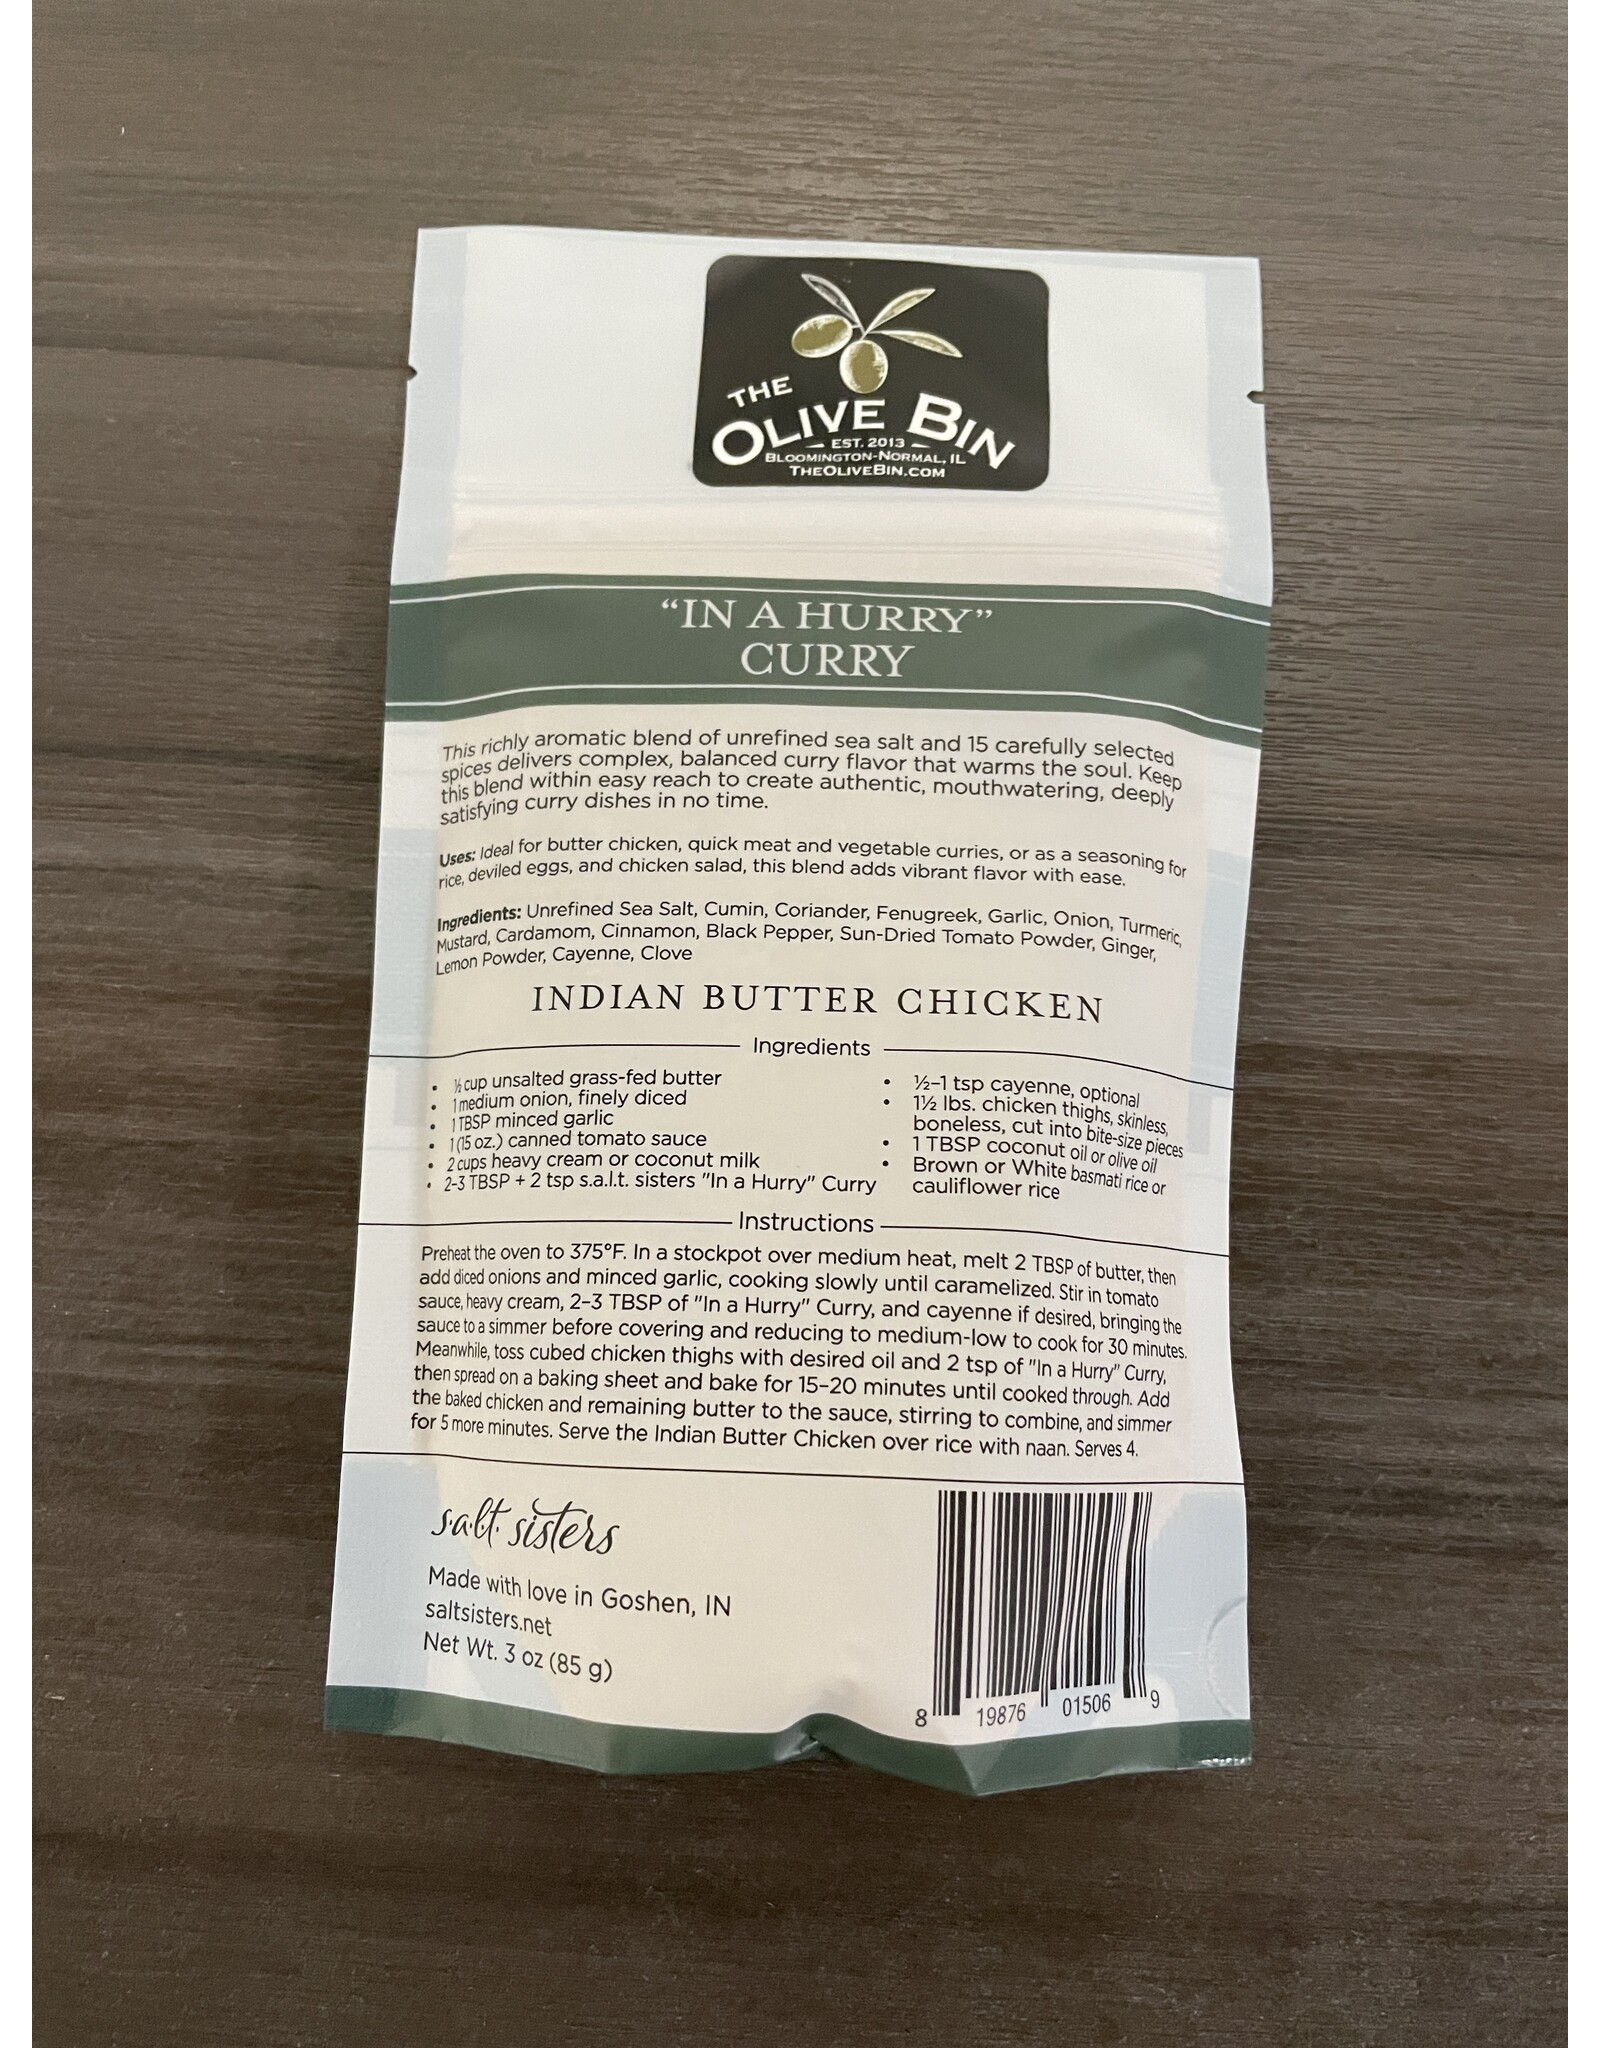 THE
OLIVE BIN
EST. 2013
BLOOMINGTON-NORMAL, IL
THEOLIVEBIN.COM
“IN A HURRY”
CURRY
This richly aromatic blend of unrefined sea salt and 15 carefully selected
spices delivers complex, balanced curry flavor that warms the soul. Keep
this blend within easy reach to create authentic, mouthwatering, deeply
satisfying curry dishes in no time.
Uses: Ideal for butter chicken, quick meat and vegetable curries, or as a seasoning for
rice, deviled eggs, and chicken salad, this blend adds vibrant flavor with ease.
Ingredients: Unrefined Sea Salt, Cumin, Coriander, Fenugreek, Garlic, Onion, Turmeric,
Mustard, Cardamom, Cinnamon, Black Pepper, Sun-Dried Tomato Powder, Ginger,
Lemon Powder, Cayenne, Clove
INDIAN BUTTER CHICKEN
Ingredients
• ½ cup unsalted grass-fed butter
• 1 medium onion, finely diced
• 1 TBSP minced garlic
• 1 (15 oz.) canned tomato sauce
• 2 cups heavy cream or coconut milk
• 2-3 TBSP + 2 tsp s.a.l.t. sisters "In a Hurry" Curry
• ½–1 tsp cayenne, optional
• 1½ lbs. chicken thighs, skinless,
boneless, cut into bite-size pieces
• 1 TBSP coconut oil or olive oil
• Brown or White basmati rice or
cauliflower rice
Instructions
Preheat the oven to 375°F. In a stockpot over medium heat, melt 2 TBSP of butter, then
add diced onions and minced garlic, cooking slowly until caramelized. Stir in tomato
sauce, heavy cream, 2–3 TBSP of "In a Hurry" Curry, and cayenne if desired, bringing the
sauce to a simmer before covering and reducing to medium-low to cook for 30 minutes.
Meanwhile, toss cubed chicken thighs with desired oil and 2 tsp of "In a Hurry" Curry,
then spread on a baking sheet and bake for 15–20 minutes until cooked through. Add
the baked chicken and remaining butter to the sauce, stirring to combine, and simmer
for 5 more minutes. Serve the Indian Butter Chicken over rice with naan. Serves 4.
s.a.l.t. sisters
Made with love in Goshen, IN
saltsisters.net
Net Wt. 3 oz (85 g)
8 19876 01506 9